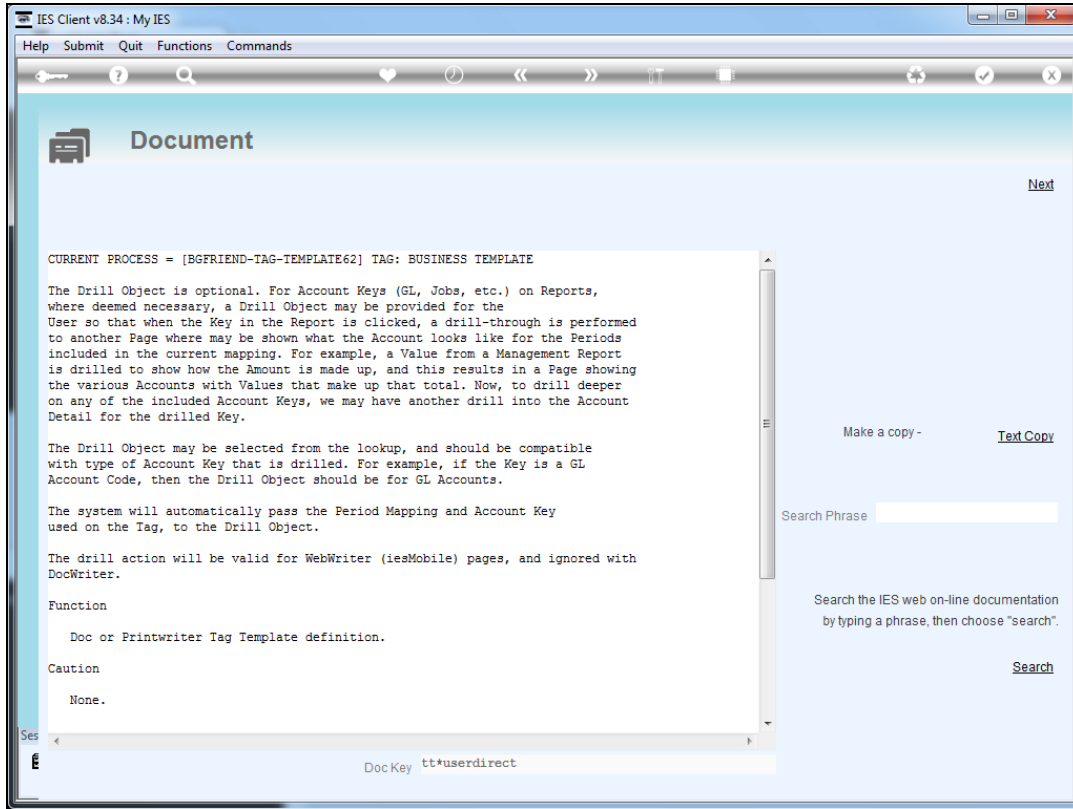 IES Client v8.34 : My IES
Help Submit Quit Functions Commands
Document
Next
CURRENT PROCESS = [BGFRIEND-TAG-TEMPLATE62] TAG: BUSINESS TEMPLATE
The Drill Object is optional. For Account Keys (GL, Jobs, etc.) on Reports,
where deemed necessary, a Drill Object may be provided for the
User so that when the Key in the Report is clicked, a drill-through is performed
to another Page where may be shown what the Account looks like for the Periods
included in the current mapping. For example, a Value from a Management Report
is drilled to show how the Amount is made up, and this results in a Page showing
the various Accounts with Values that make up that total. Now, to drill deeper
on any of the included Account Keys, we may have another drill into the Account
Detail for the drilled Key.
The Drill Object may be selected from the lookup, and should be compatible
with type of Account Key that is drilled. For example, if the Key is a GL
Account Code, then the Drill Object should be for GL Accounts.
The system will automatically pass the Period Mapping and Account Key
used on the Tag, to the Drill Object.
The drill action will be valid for WebWriter (iesMobile) pages, and ignored with
DocWriter.
Function
Doc or Printwriter Tag Template definition.
Caution
None.
Make a copy -
Text Copy
Search Phrase
Search the IES web on-line documentation
by typing a phrase, then choose "search".
Search
Ses
Doc Key tt*userdirect